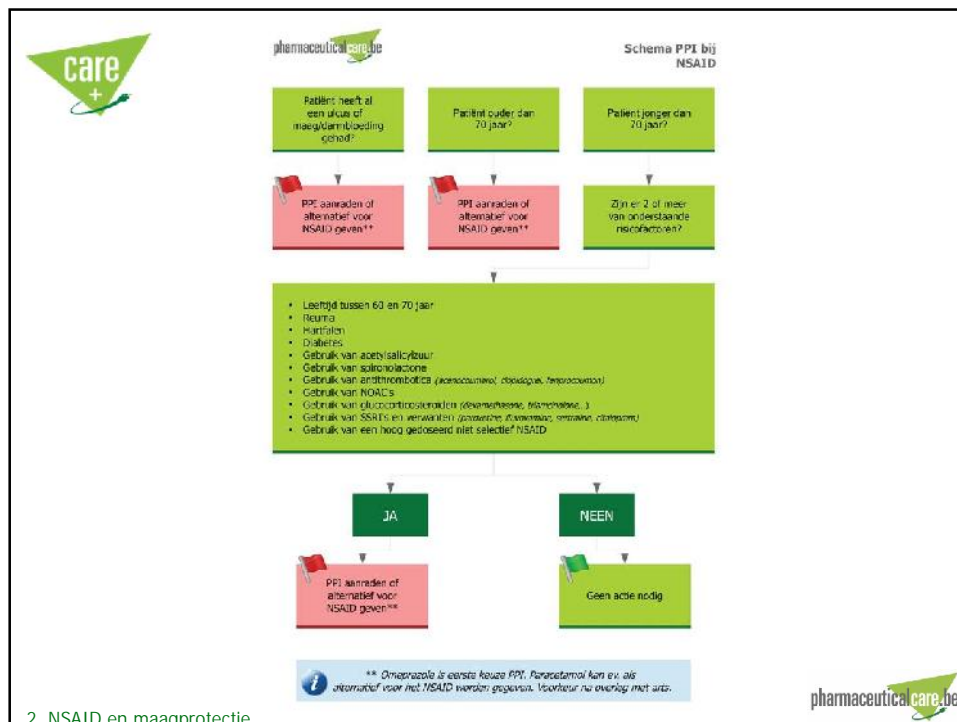 care
+
pharmaceuticalcare.be
Schema PPI bij
NSAID
Patiënt heeft al
een ulcus of
maag/darmbloeding
gehad?
Patiënt ouder dan
70 jaar?
Patiënt jonger dan
70 jaar?
PPI aanraden of
alternatief voor
NSAID geven**
PPI aanraden of
alternatief voor
NSAID geven**
Zijn er 2 of meer
van onderstaande
risicofactoren?
• Leeftijd tussen 60 en 70 jaar
• Reuma
• Hartfalen
• Diabetes
• Gebruik van acetylsalicylzuur
• Gebruik van spironolactone
• Gebruik van antithrombotica (acenocoumarol, clopidogrel, fenprocoumon)
• Gebruik van NOAC's
• Gebruik van glucocorticosteroiden (dexamethasone, triamcinolone,..)
• Gebruik van SSRI's en verwanten (paroxetine, fluvoxamine, sertraline, citalopram)
• Gebruik van een hoog gedoseerd niet selectief NSAID
JA
NEEN
PPI aanraden of
alternatief voor
NSAID geven**
Geen actie nodig
** Omeprazole is eerste keuze PPI. Paracetamol kan ev. als
alternatief voor het NSAID worden gegeven. Voorkeur na overleg met arts.
2. NSAID en maagprotectie
pharmaceuticalcare.be